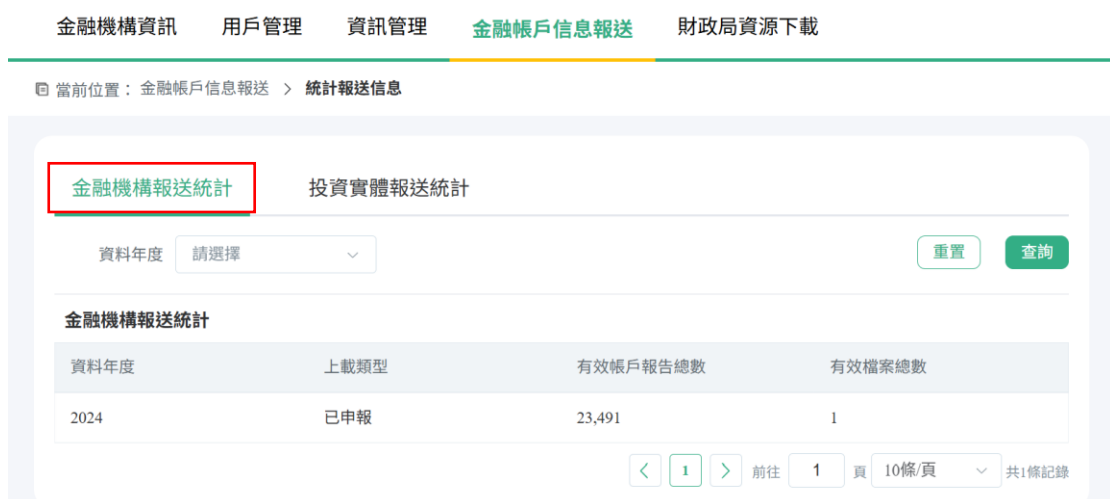 金融機構資訊 用戶管理 資訊管理 金融帳戶信息報送 財政局資源下載
當前位置： 金融帳戶信息報送 > 統計報送信息
金融機構報送統計 投資實體報送統計
資料年度 請選擇 重置 查詢
金融機構報送統計
資料年度 上載類型 有效帳戶報告總數 有效檔案總數
2024 已申報 23,491 1
< 1 > 前往 1 頁 10條/頁 共1條記錄